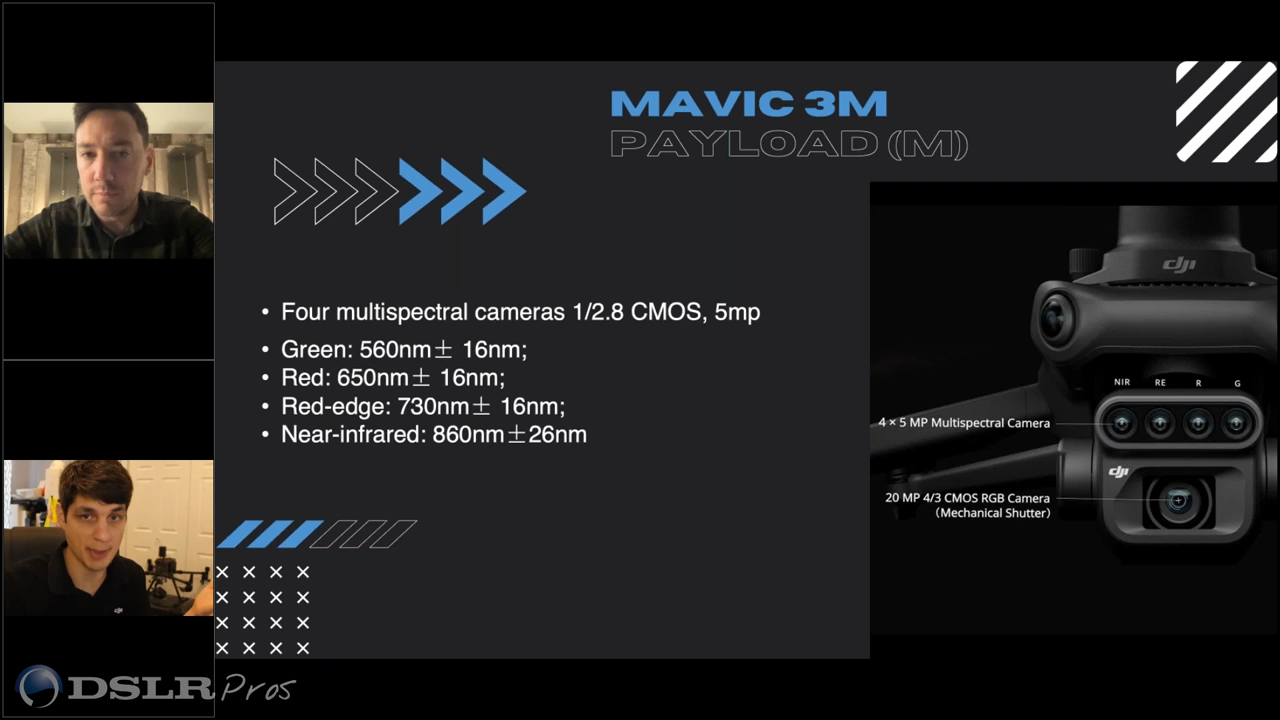 MAVIC 3M
PAYLOAD (M)
• Four multispectral cameras 1/2.8 CMOS, 5mp
• Green: 560nm± 16nm;
• Red: 650nm± 16nm;
• Red-edge: 730nm± 16nm;
• Near-infrared: 860nm±26nm
dji
NIR RE R G
4 × 5 MP Multispectral Camera
dji
20 MP 4/3 CMOS RGB Camera
(Mechanical Shutter)
dji
DSLRPros